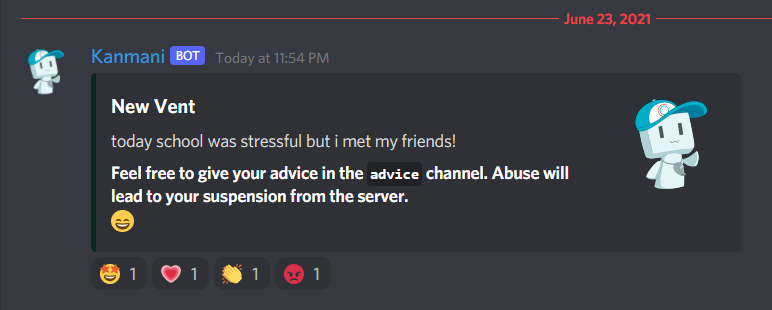 June 23, 2021
Kanmani BOT Today at 11:54 PM
New Vent
today school was stressful but i met my friends!
Feel free to give your advice in the advice channel. Abuse will
lead to your suspension from the server.
1 1 1 1